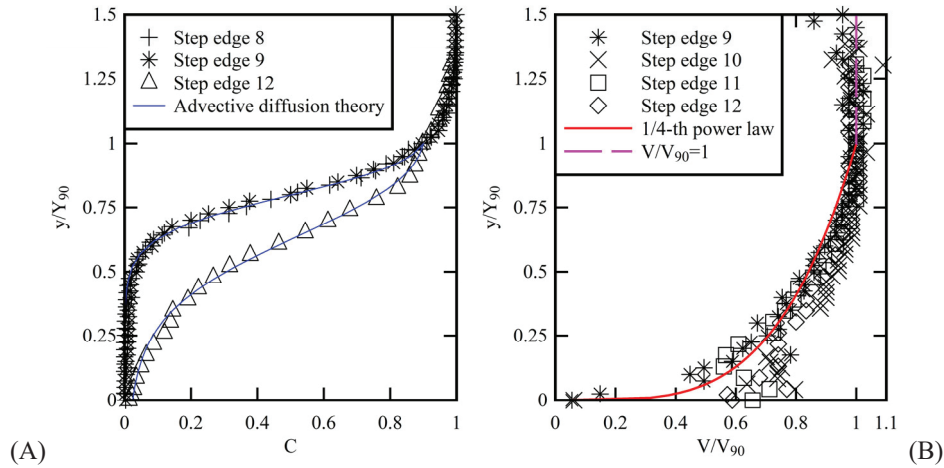 1.5
1.25
1
0.75
0.5
0.25
0
y/Y90
0 0.2 0.4 0.6 0.8 1
C
Step edge 8
Step edge 9
Step edge 12
Advective diffusion theory
(A)
1.5
1.25
1
0.75
0.5
0.25
0
y/Y90
0 0.2 0.4 0.6 0.8 1 1.1
V/V90
Step edge 9
Step edge 10
Step edge 11
Step edge 12
1/4-th power law
V/V90=1
(B)